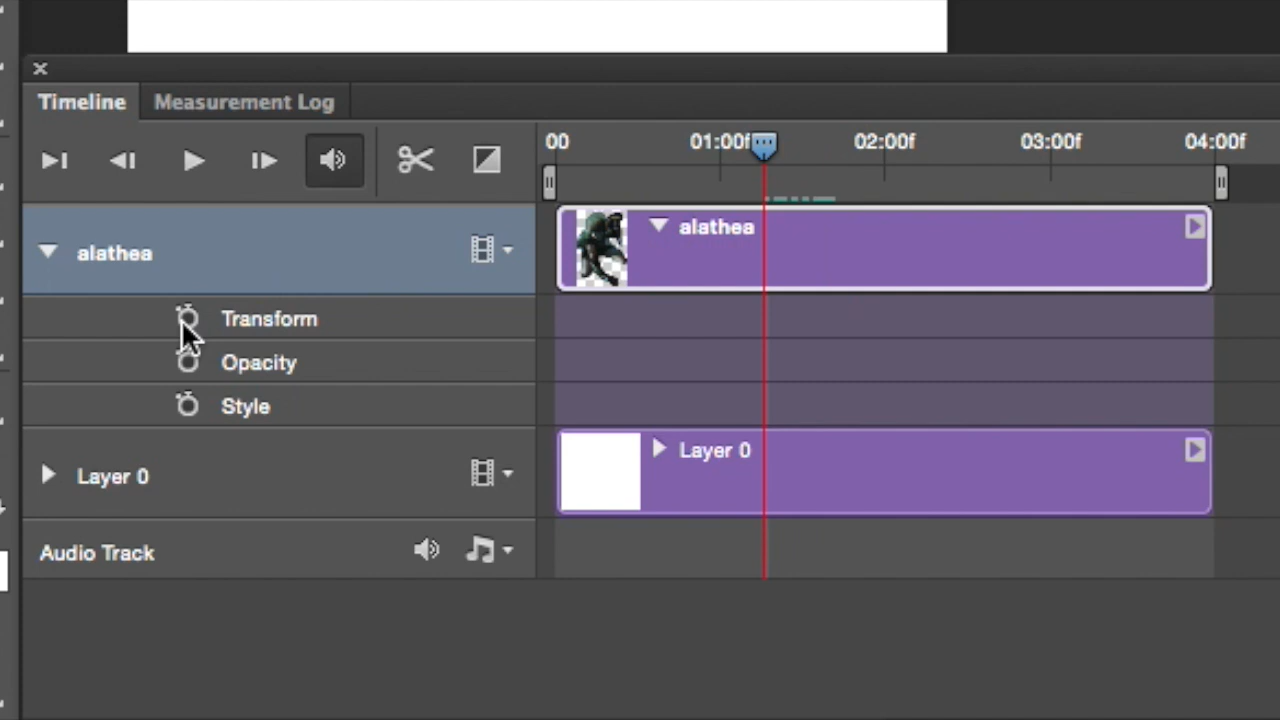 Timeline Measurement Log
00 01:00f 02:00f 03:00f 04:00f
alathea alathea
Transform
Opacity
Style
Layer 0 Layer 0
Audio Track